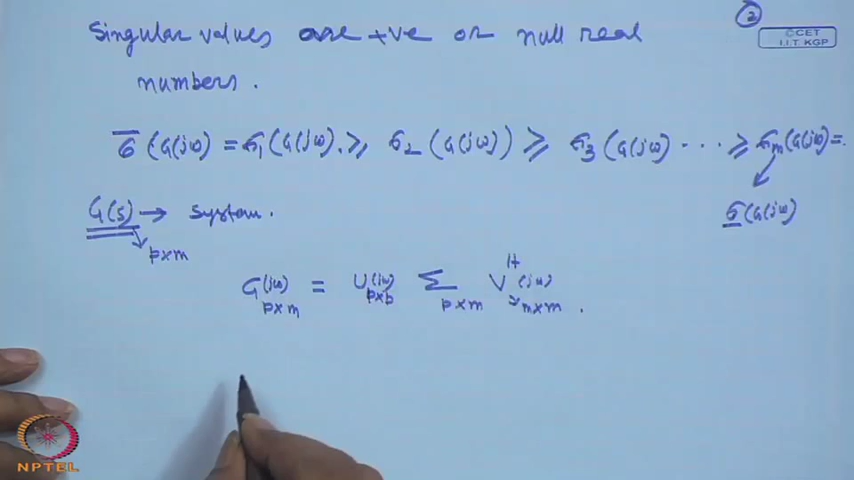 ②
©CET
I.I.T KGP
Singular values are +ve or null real
numbers.
σ̅ (G(jω) = σ₁(G(jω). ≥ σ₂ (G(jω)) ≥ σ₃ (G(jω) · · · ≥ σₘ(G(jω) =.
G(s) → system. σ̲(G(jω)
p×m
G(jω) = U(jω) Σ Vᴴ(jω)
p×m p×p p×m m×m .
NPTEL